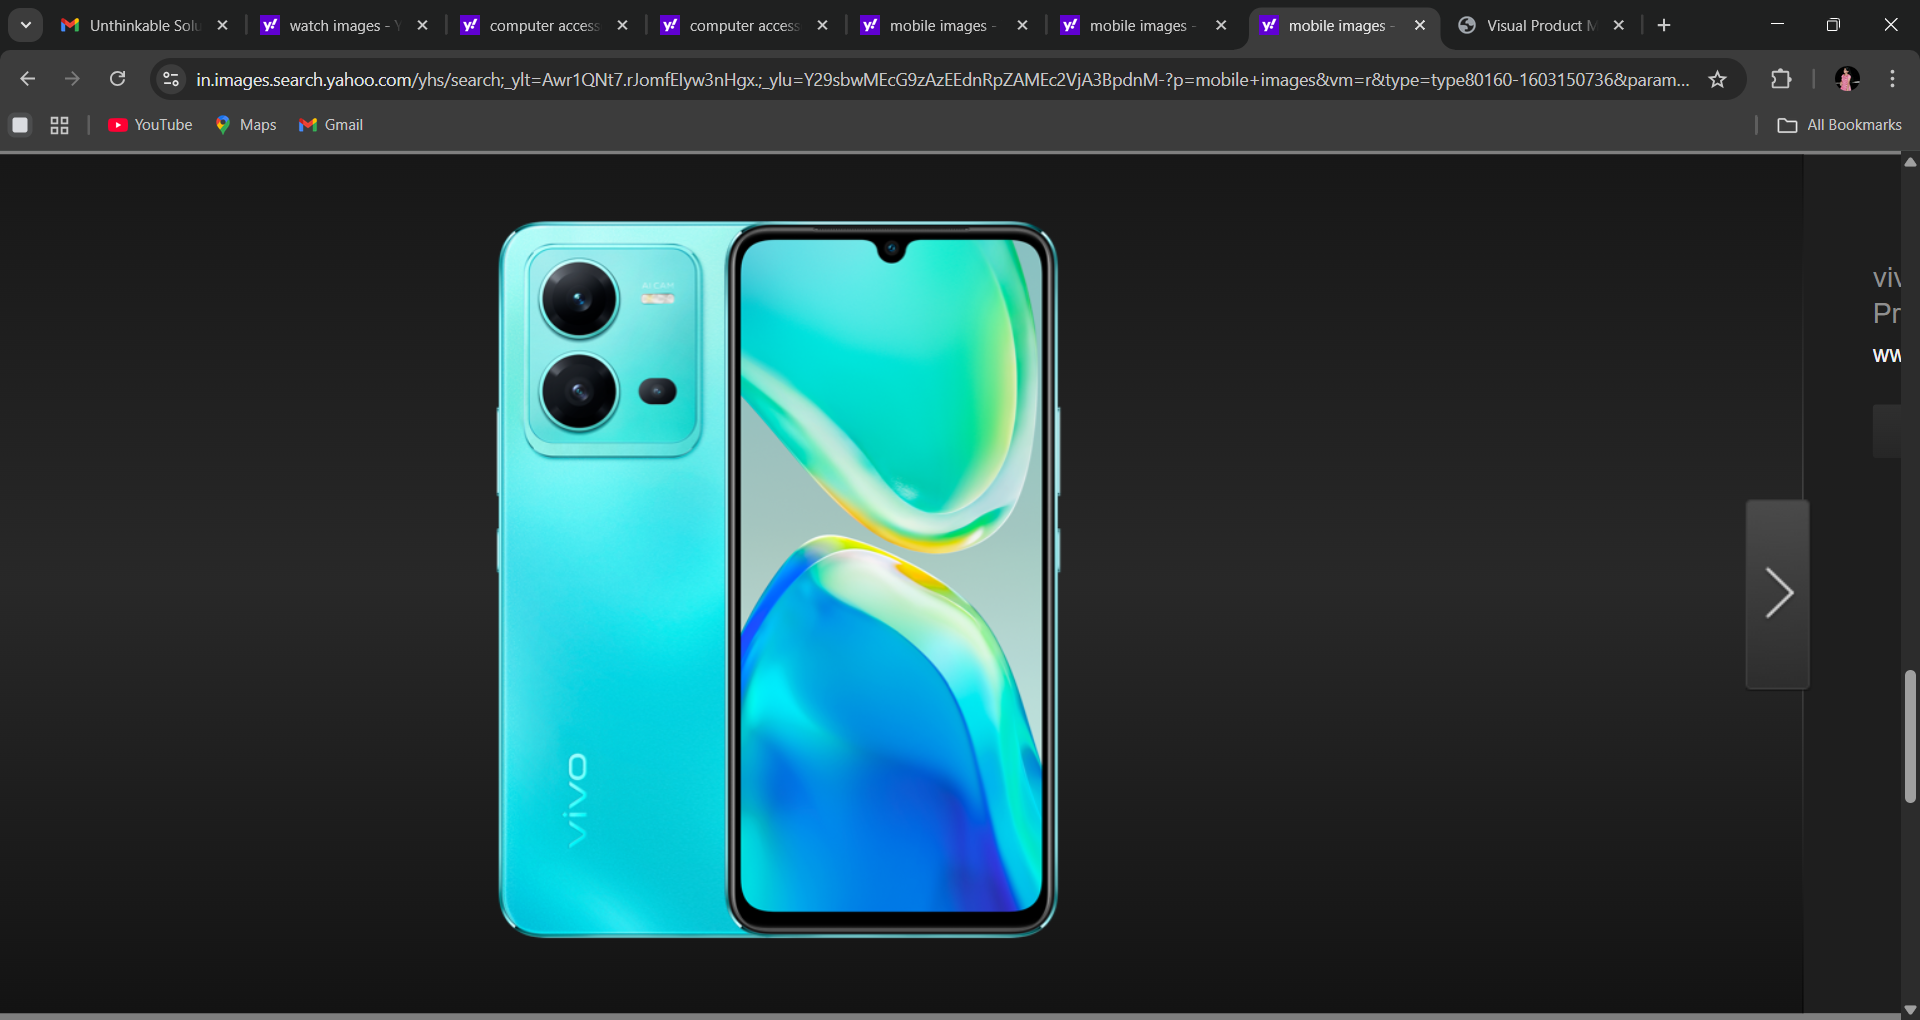 Unthinkable Solu
watch images - Y
computer access
computer access
mobile images -
mobile images -
mobile images -
Visual Product M
in.images.search.yahoo.com/yhs/search;_ylt=Awr1QNt7.rJomfEIyw3nHgx.;_ylu=Y29sbwMEcG9zAzEEdnRpZAMEc2VjA3BpdnM-?p=mobile+images&vm=r&type=type80160-1603150736&param...
YouTube
Maps
Gmail
All Bookmarks
AI CAM
viv
Pr
ww
vivo